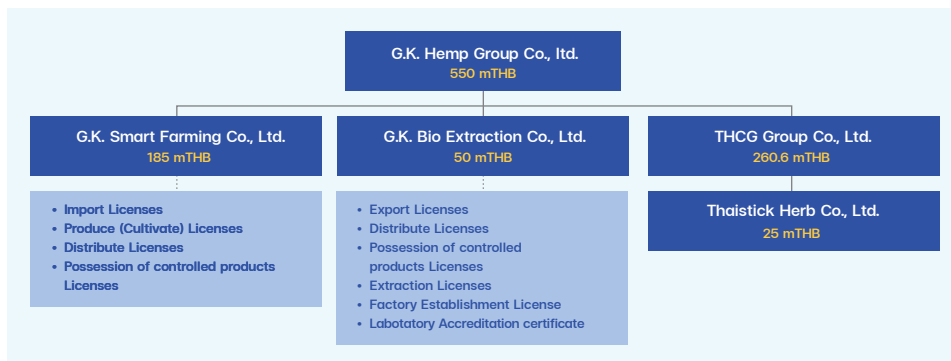 G.K. Hemp Group Co., ltd.
550 mTHB
G.K. Smart Farming Co., Ltd.
185 mTHB
G.K. Bio Extraction Co., Ltd.
50 mTHB
THCG Group Co., Ltd.
260.6 mTHB
• Import Licenses
• Produce (Cultivate) Licenses
• Distribute Licenses
• Possession of controlled products
Licenses
• Export Licenses
• Distribute Licenses
• Possession of controlled
products Licenses
• Extraction Licenses
• Factory Establishment License
• Labotatory Accreditation certificate
Thaistick Herb Co., Ltd.
25 mTHB